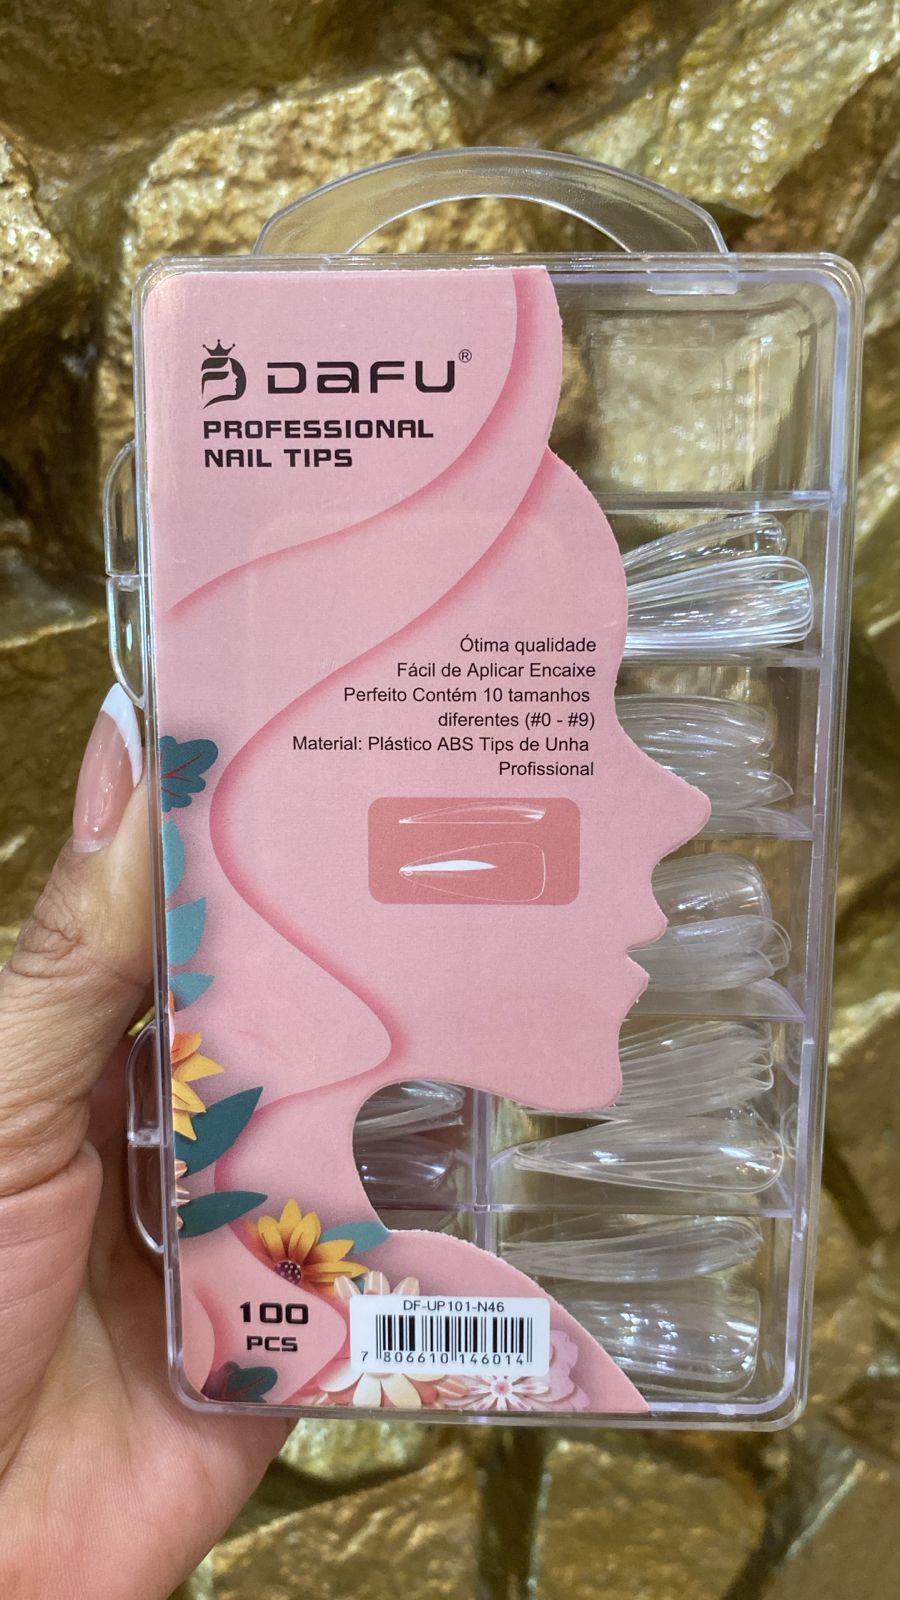 DAFU®
PROFESSIONAL
NAIL TIPS
Ótima qualidade
Fácil de Aplicar Encaixe
Perfeito Contém 10 tamanhos
diferentes (#0 - #9)
Material: Plástico ABS Tips de Unha
Profissional
100
PCS
DF-UP101-N46
7 806610 146014